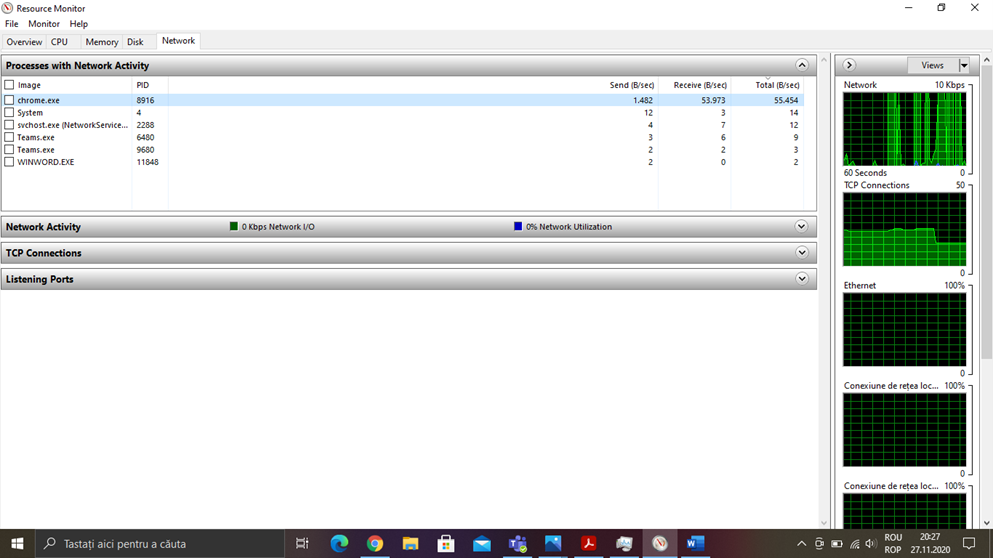 Resource Monitor
File Monitor Help
Overview CPU Memory Disk Network
Processes with Network Activity
Image PID Send (B/sec) Receive (B/sec) Total (B/sec)
chrome.exe 8916 1.482 53.973 55.454
System 4 12 3 14
svchost.exe (NetworkService... 2288 4 7 12
Teams.exe 6480 3 6 9
Teams.exe 9680 2 2 3
WINWORD.EXE 11848 2 0 2
Network Activity 0 Kbps Network I/O 0% Network Utilization
TCP Connections
Listening Ports
Views
Network 10 Kbps
60 Seconds 0
TCP Connections 50
0
Ethernet 100%
0
Conexiune de rețea loc... 100%
0
Conexiune de rețea loc... 100%
Tastați aici pentru a căuta
ROU
ROP
20:27
27.11.2020